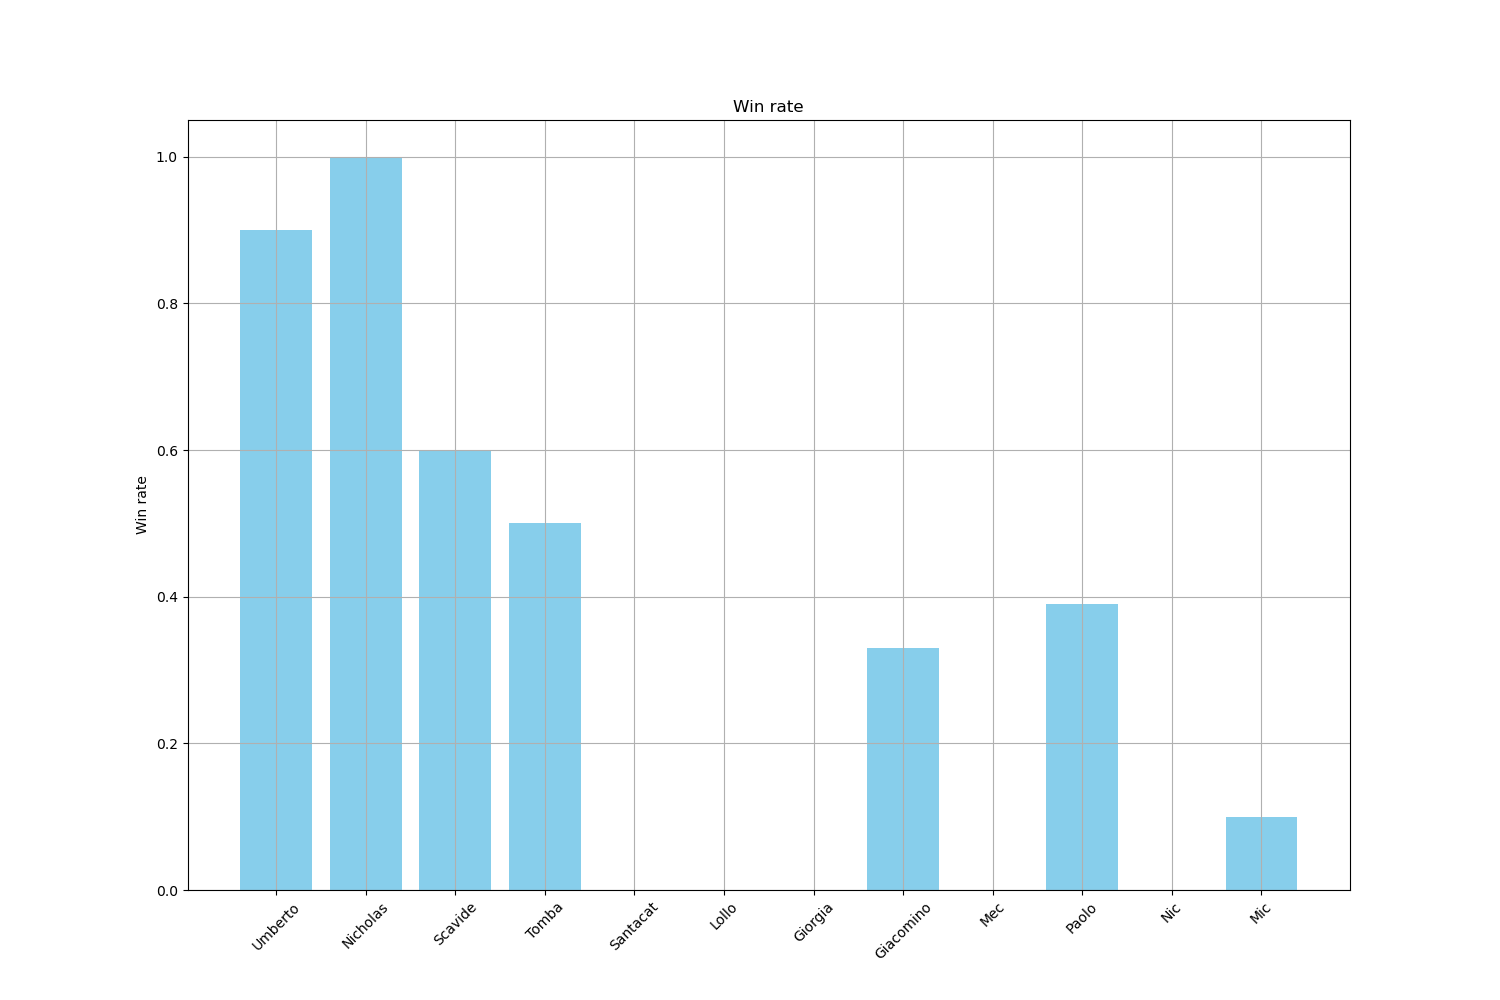 Win rate
Win rate
1.0
0.8
0.6
0.4
0.2
0.0
Umberto
Nicholas
Scavide
Tomba
Santacat
Lollo
Giorgia
Giacomino
Mec
Paolo
Nic
Mic